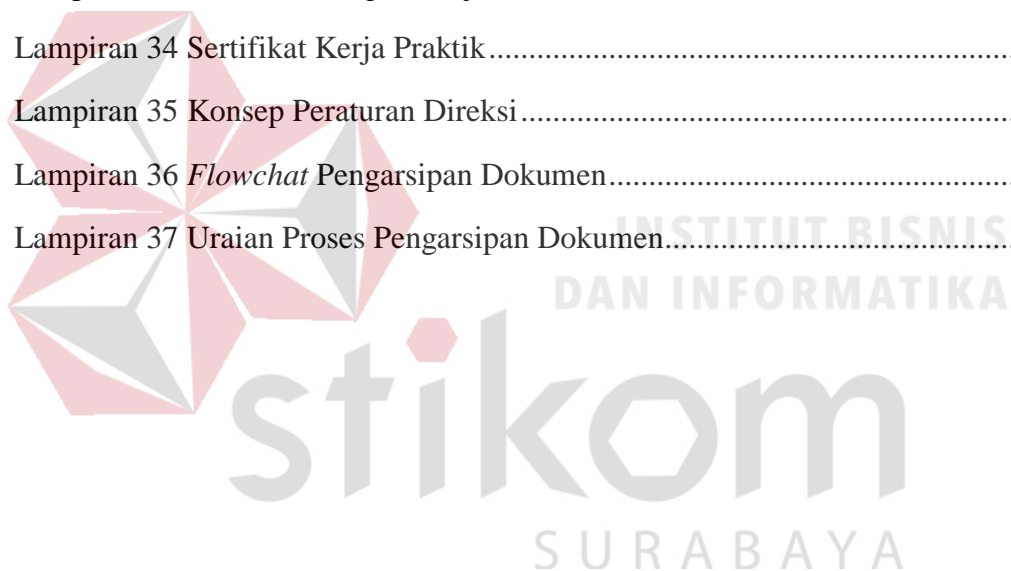 Lampiran 34 Sertifikat Kerja Praktik
Lampiran 35 Konsep Peraturan Direksi
Lampiran 36 Flowchat Pengarsipan Dokumen
Lampiran 37 Uraian Proses Pengarsipan Dokumen
INSTITUT BISNIS
DAN INFORMATIKA
stikom
SURABAYA